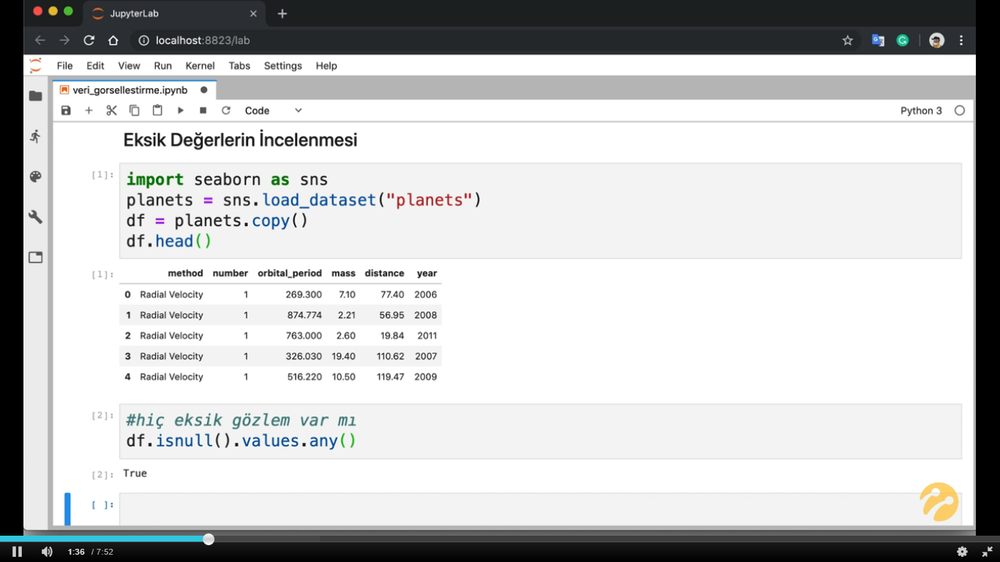 JupyterLab
localhost:8823/lab
File Edit View Run Kernel Tabs Settings Help
veri_gorsellestirme.ipynb
Code
Python 3
Eksik Değerlerin İncelenmesi
[1]:
import seaborn as sns
planets = sns.load_dataset("planets")
df = planets.copy()
df.head()
[1]:
method number orbital_period mass distance year
0 Radial Velocity 1 269.300 7.10 77.40 2006
1 Radial Velocity 1 874.774 2.21 56.95 2008
2 Radial Velocity 1 763.000 2.60 19.84 2011
3 Radial Velocity 1 326.030 19.40 110.62 2007
4 Radial Velocity 1 516.220 10.50 119.47 2009
[2]:
#hiç eksik gözlem var mı
df.isnull().values.any()
[2]: True
[ ]:
1:36 / 7:52